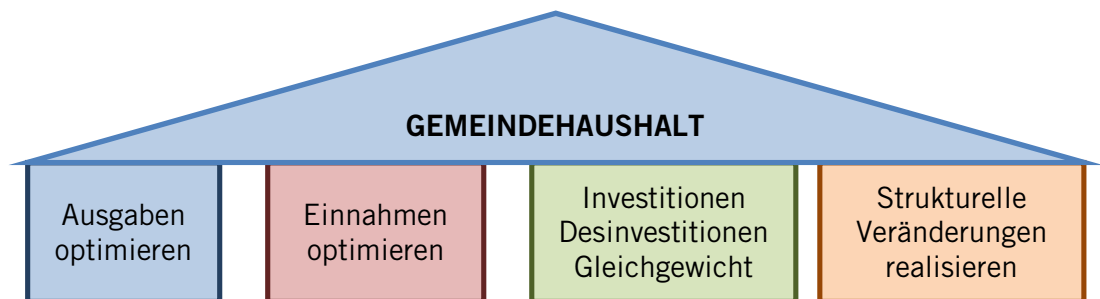 GEMEINDEHAUSHALT
Ausgaben
optimieren
Einnahmen
optimieren
Investitionen
Desinvestitionen
Gleichgewicht
Strukturelle
Veränderungen
realisieren